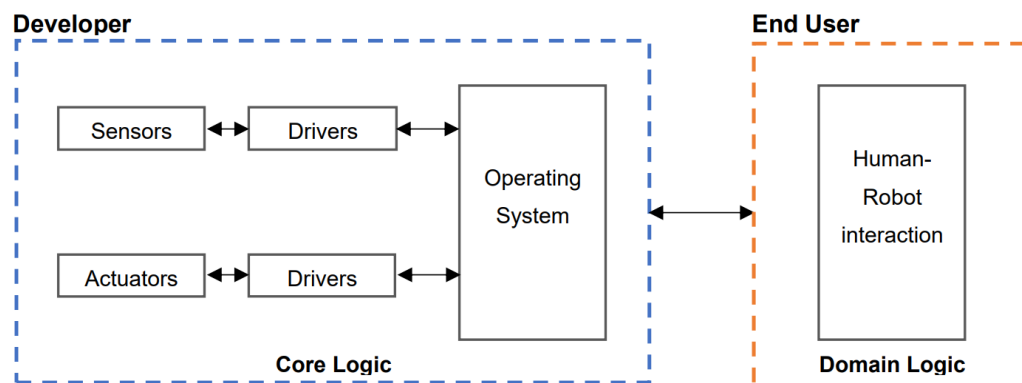 Developer
End User
Sensors
Drivers
Operating
System
Human-
Robot
interaction
Actuators
Drivers
Core Logic
Domain Logic